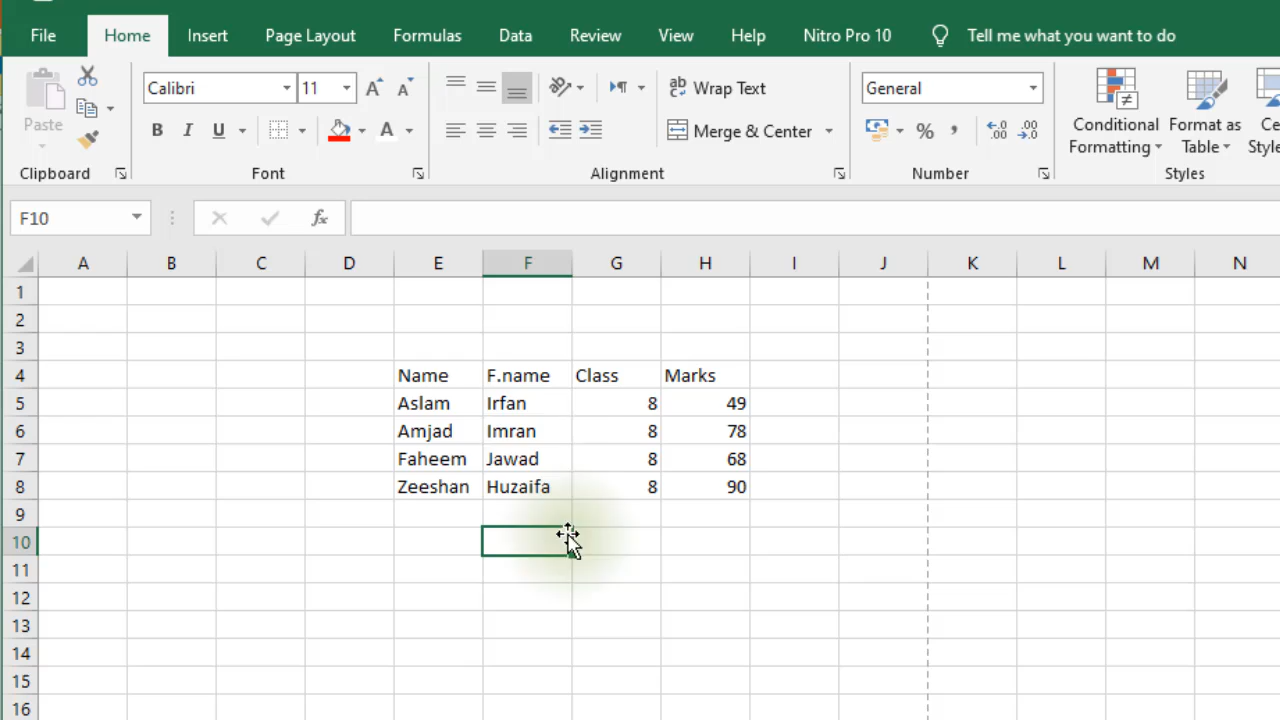 File Home Insert Page Layout Formulas Data Review View Help Nitro Pro 10 Tell me what you want to do
Paste
Calibri 11
Wrap Text
Merge & Center
General
Conditional Formatting
Format as Table
Clipboard Font Alignment Number Styles
F10 fx
A B C D E F G H I J K L M N
1
2
3
4 Name F.name Class Marks
5 Aslam Irfan 8 49
6 Amjad Imran 8 78
7 Faheem Jawad 8 68
8 Zeeshan Huzaifa 8 90
9
10
11
12
13
14
15
16